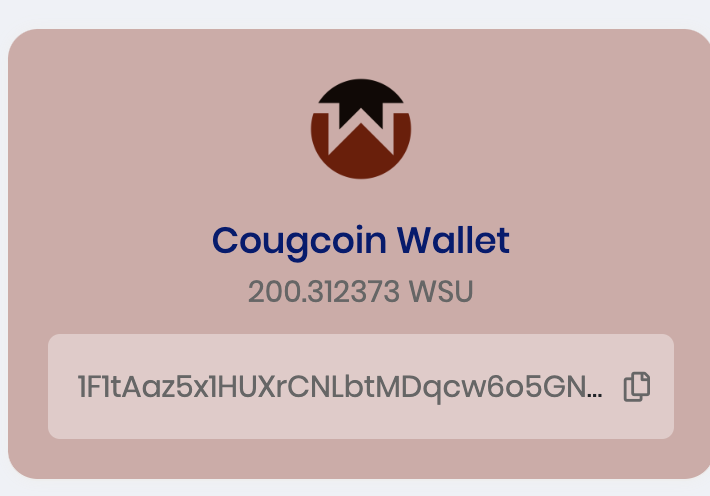 Cougcoin Wallet
200.312373 WSU
1F1tAaz5x1HUXrCNLbtMDqcw6o5GN...